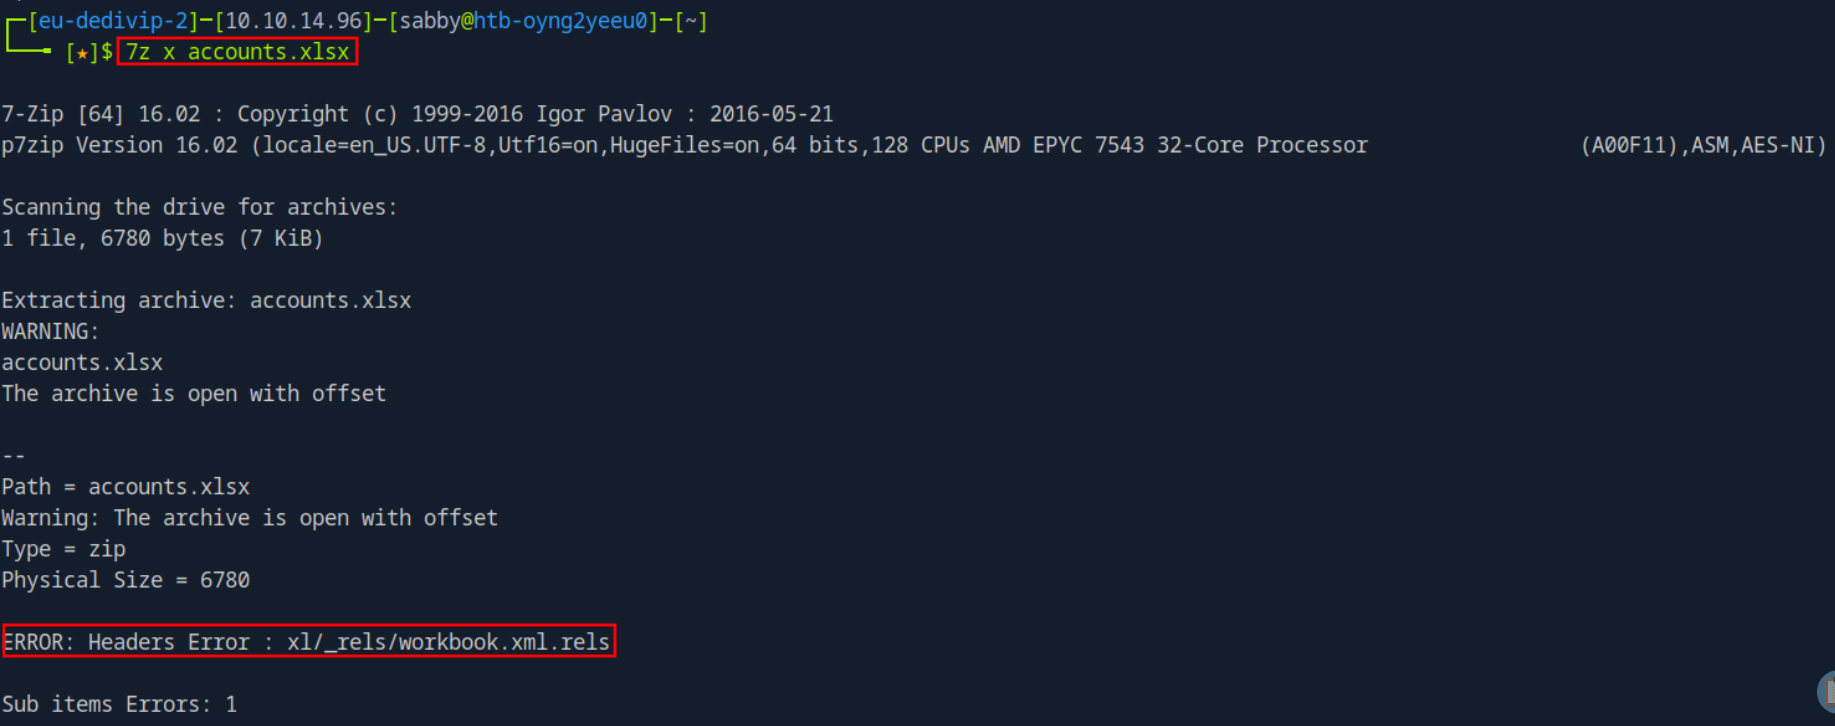 ┌─[eu-dedivip-2]─[10.10.14.96]─[sabby@htb-oyng2yeeu0]─[~]
└──╼ [★]$ 7z x accounts.xlsx
7-Zip [64] 16.02 : Copyright (c) 1999-2016 Igor Pavlov : 2016-05-21
p7zip Version 16.02 (locale=en_US.UTF-8,Utf16=on,HugeFiles=on,64 bits,128 CPUs AMD EPYC 7543 32-Core Processor                 (A00F11),ASM,AES-NI)
Scanning the drive for archives:
1 file, 6780 bytes (7 KiB)
Extracting archive: accounts.xlsx
WARNING:
accounts.xlsx
The archive is open with offset
--
Path = accounts.xlsx
Warning: The archive is open with offset
Type = zip
Physical Size = 6780
ERROR: Headers Error : xl/_rels/workbook.xml.rels
Sub items Errors: 1